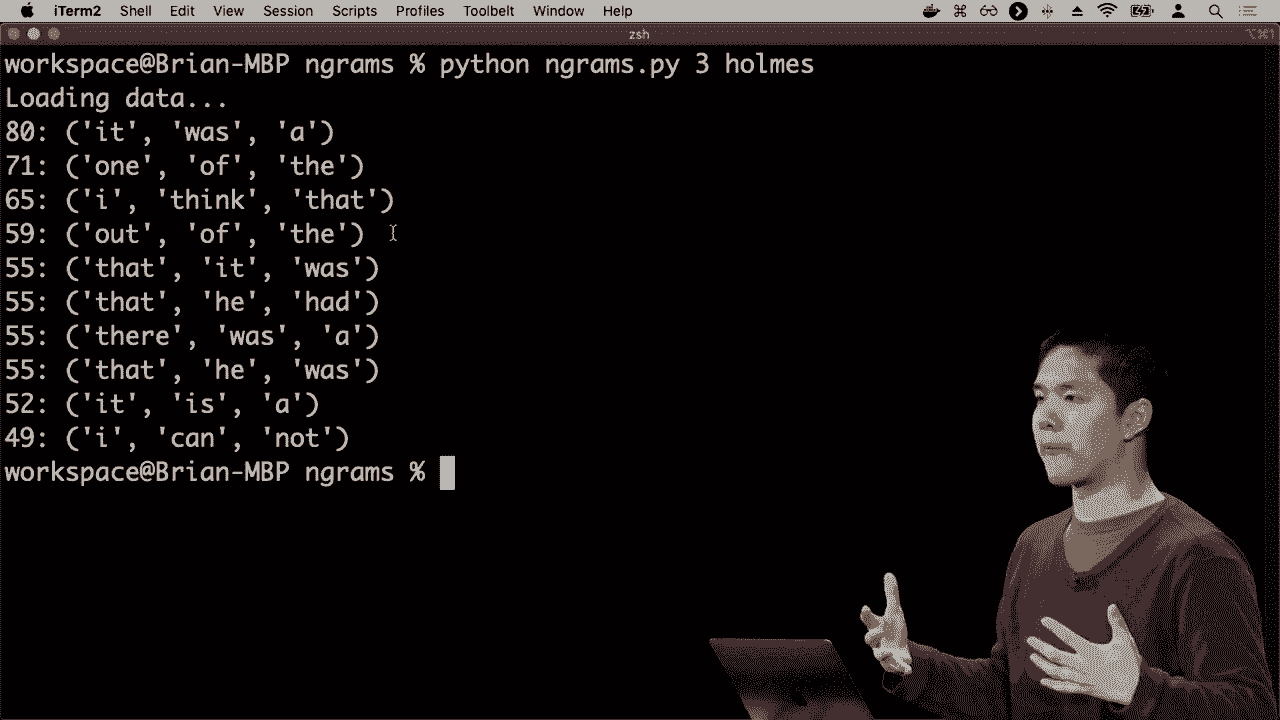 iTerm2 Shell Edit View Session Scripts Profiles Toolbelt Window Help
zsh ⌥⌘1
workspace@Brian-MBP ngrams % python ngrams.py 3 holmes
Loading data...
80: ('it', 'was', 'a')
71: ('one', 'of', 'the')
65: ('i', 'think', 'that')
59: ('out', 'of', 'the')
55: ('that', 'it', 'was')
55: ('that', 'he', 'had')
55: ('there', 'was', 'a')
55: ('that', 'he', 'was')
52: ('it', 'is', 'a')
49: ('i', 'can', 'not')
workspace@Brian-MBP ngrams %